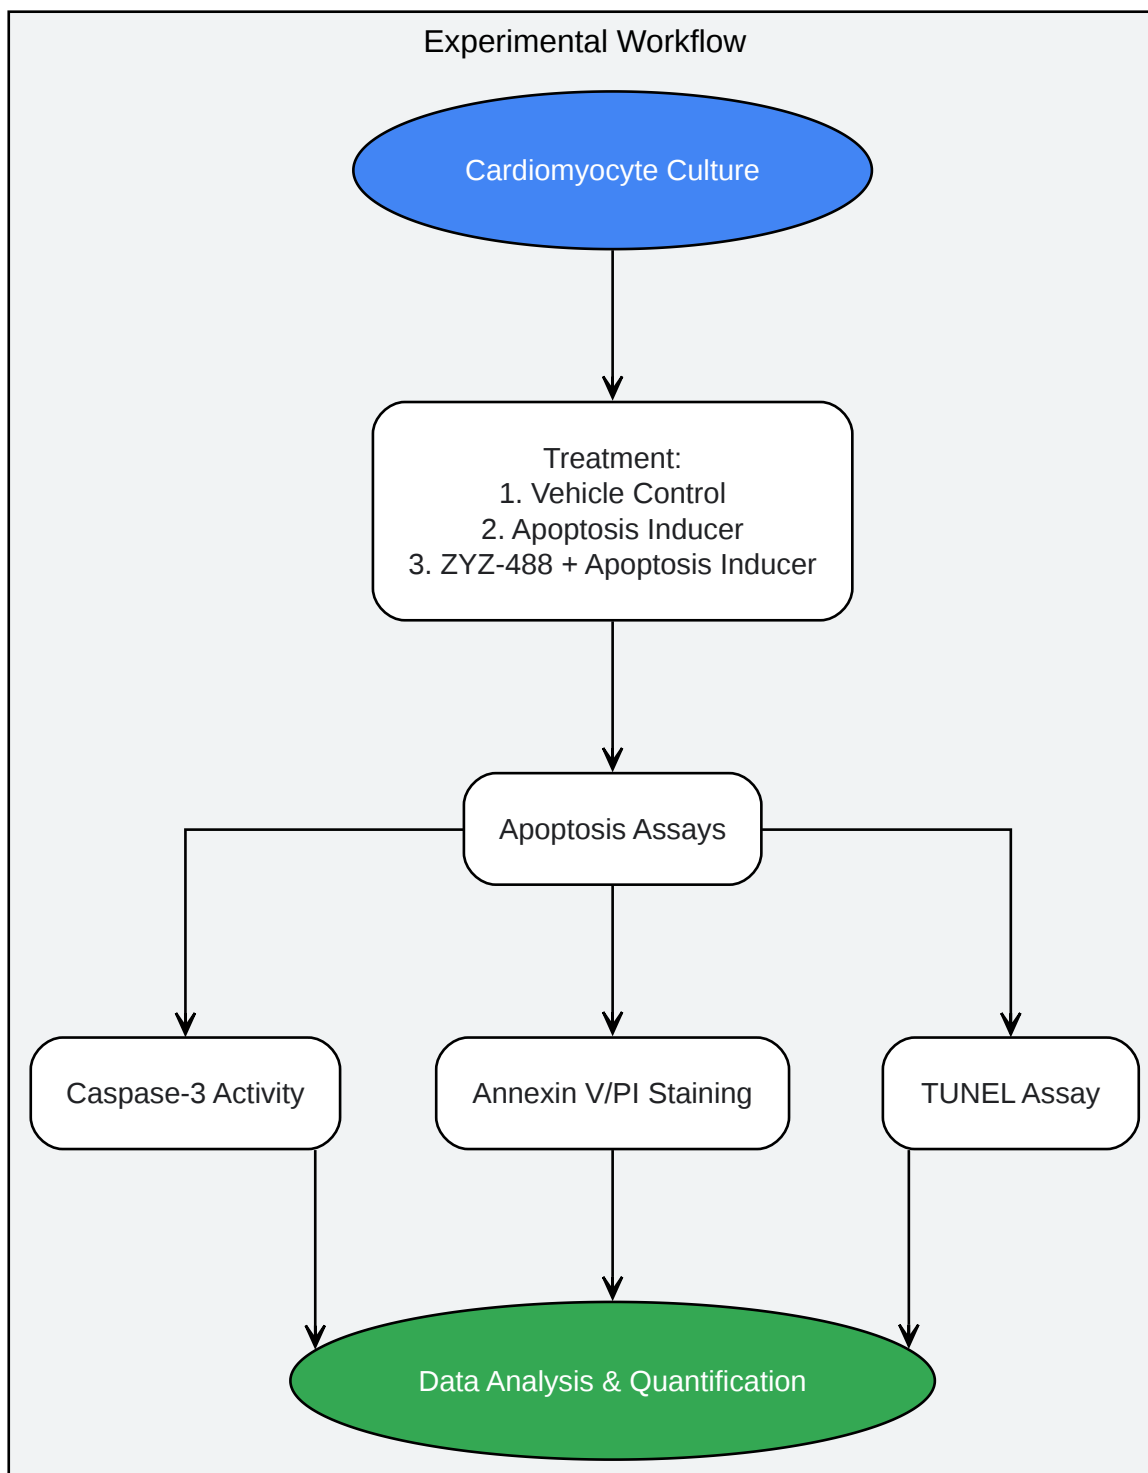 Experimental Workflow
Cardiomyocyte Culture
Treatment:
1. Vehicle Control
2. Apoptosis Inducer
3. ZYZ-488 + Apoptosis Inducer
Apoptosis Assays
Caspase-3 Activity
Annexin V/PI Staining
TUNEL Assay
Data Analysis & Quantification